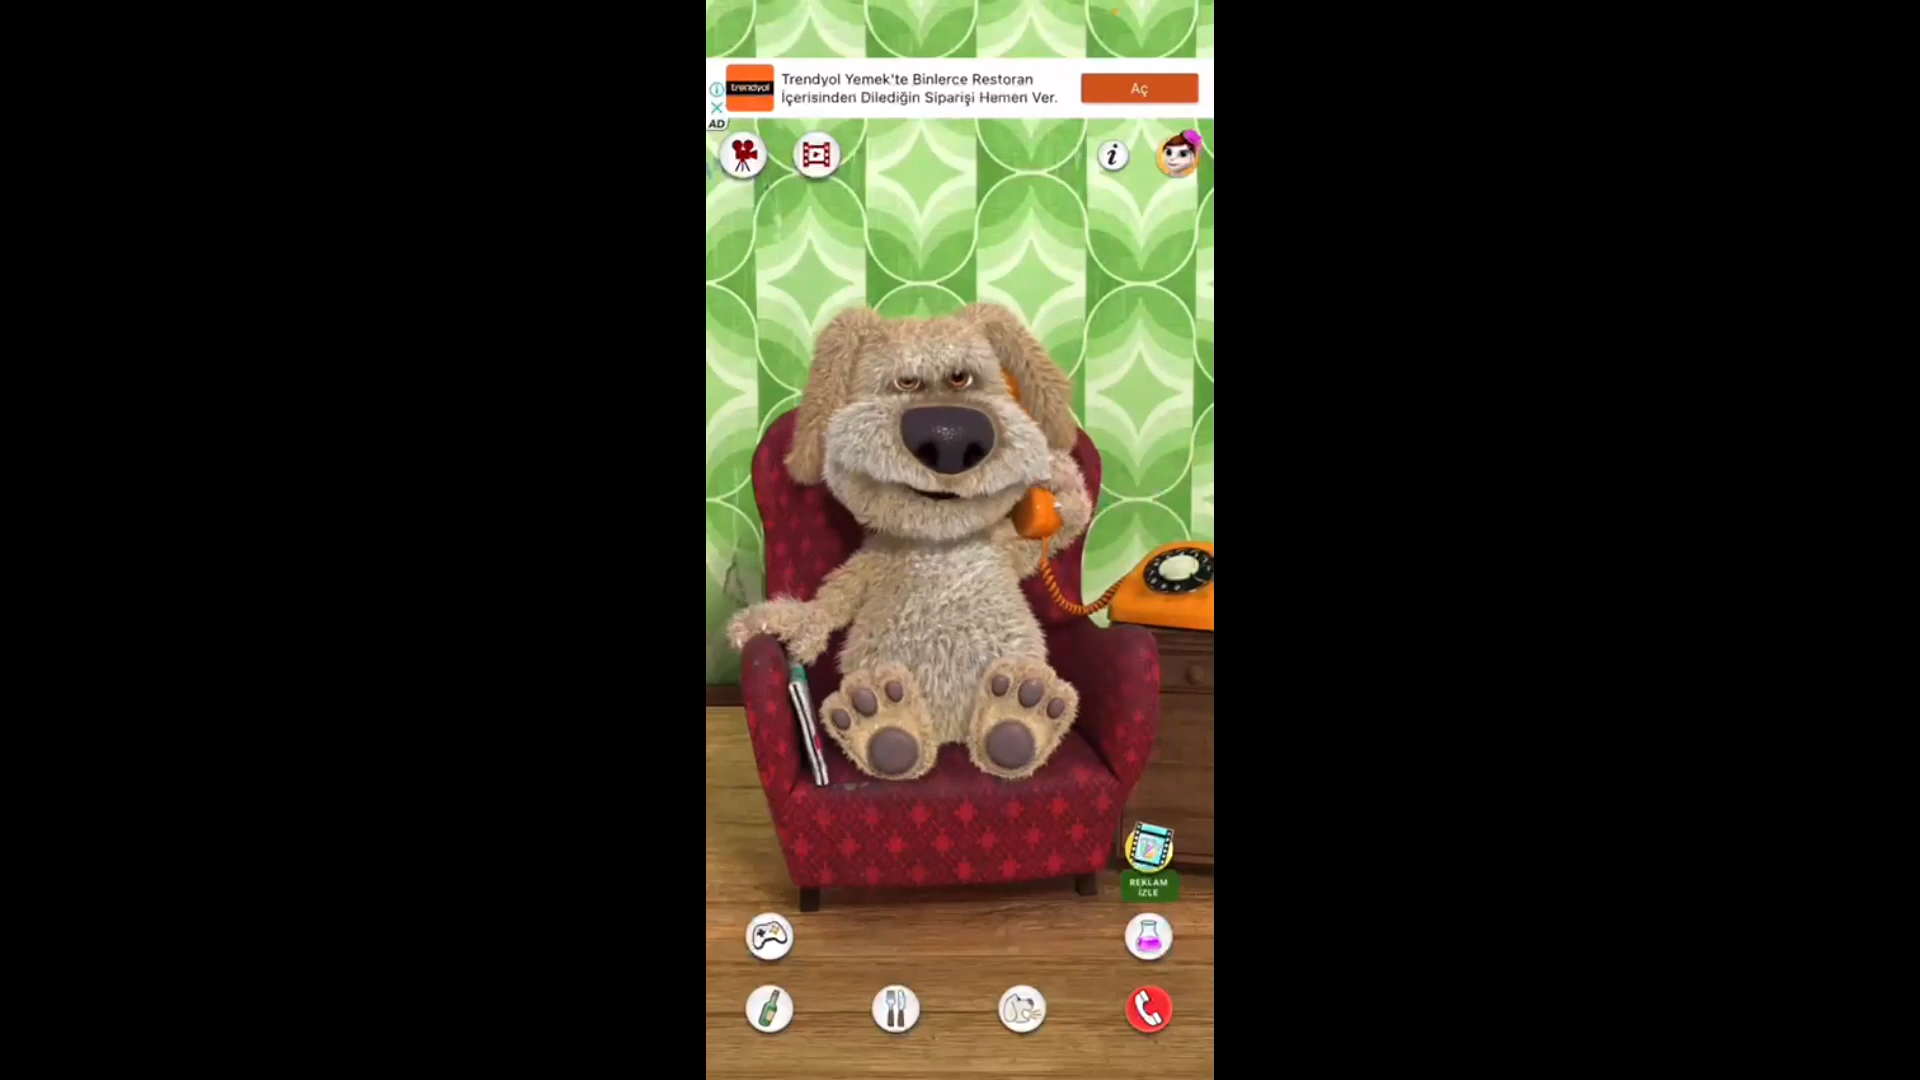 trendyol
Trendyol Yemek'te Binlerce Restoran
İçerisinden Dilediğin Siparişi Hemen Ver.
Aç
AD
i
REKLAM
İZLE